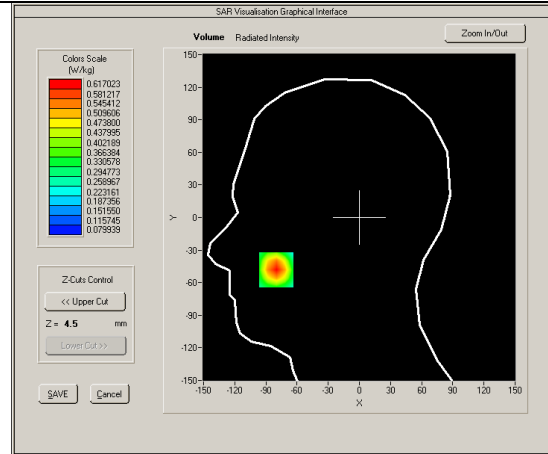 SAR Visualisation Graphical Interface
Volume Radiated Intensity
Zoom In/Out
Colors Scale
(W/kg)
0.617023
0.581217
0.545412
0.509606
0.473800
0.437995
0.402189
0.366384
0.330578
0.294773
0.258967
0.223161
0.187356
0.151550
0.115745
0.079939
Z-Cuts Control
<< Upper Cut
Z = 4.5 mm
Lower Cut >>
SAVE Cancel
150
120
90
60
30
0
-30
-60
-90
-120
-150
Y
-150 -120 -90 -60 -30 0 30 60 90 120 150
X